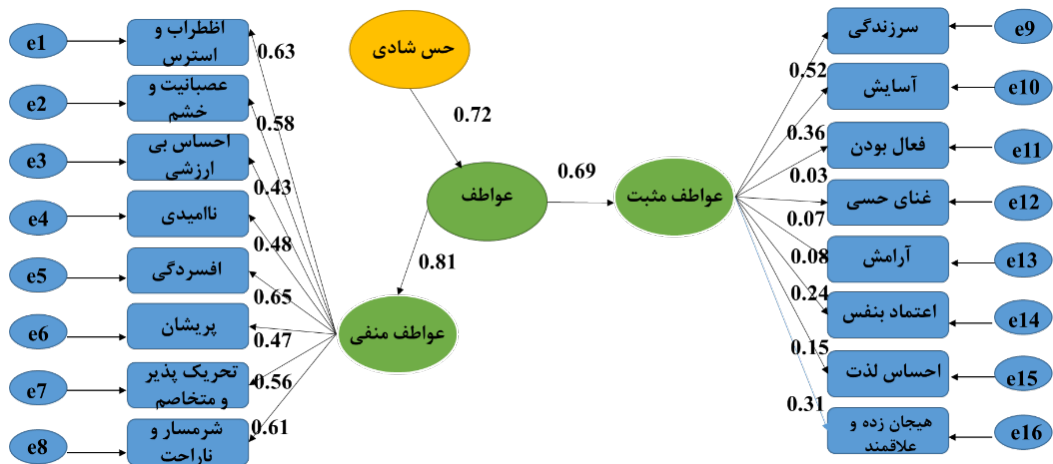 e1
اظطراب و
استرس
0.63
e2
عصبانیت و
خشم
0.58
e3
احساس بی
ارزشی
0.43
e4
ناامیدی
0.48
e5
افسردگی
0.65
e6
پریشان
0.47
e7
تحریک پذیر
و متخاصم
0.56
e8
شرمسار و
ناراحت
0.61
حس شادی
0.72
عواطف
0.69
0.81
عواطف منفی
عواطف مثبت
سرزندگی
e9
0.52
آسایش
e10
0.36
فعال بودن
e11
0.03
غنای حسی
e12
0.07
آرامش
e13
0.08
اعتماد بنفس
e14
0.24
احساس لذت
e15
0.15
هیجان زده و
علاقمند
e16
0.31